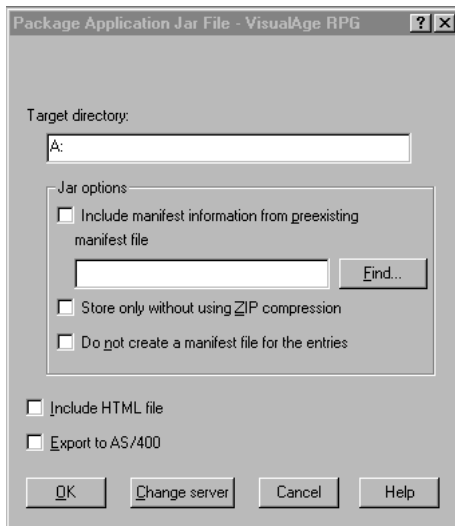 Package Application Jar File - VisualAge RPG
Target directory:
A:
Jar options
Include manifest information from preexisting
manifest file
Find...
Store only without using ZIP compression
Do not create a manifest file for the entries
Include HTML file
Export to AS/400
OK Change server Cancel Help